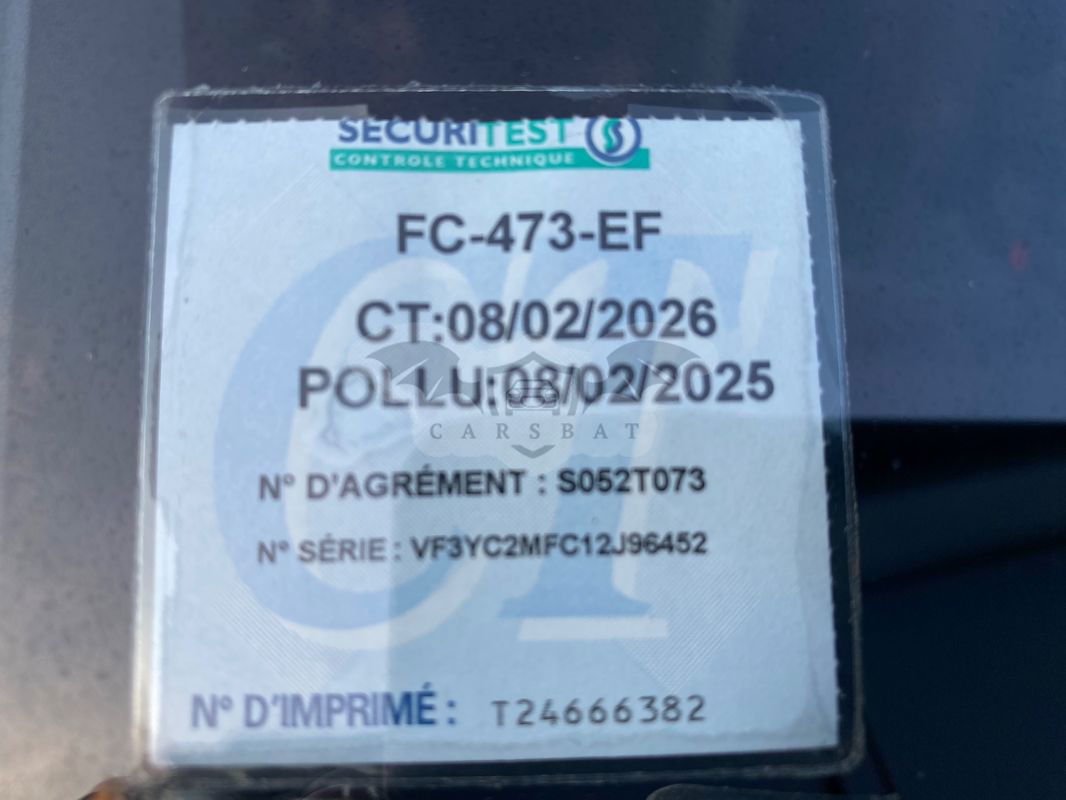 SECURITEST
CONTROLE TECHNIQUE
FC-473-EF
CT:08/02/2026
POLLU:08/02/2025
CARSBAT
N° D'AGRÉMENT : S052T073
N° SÉRIE : VF3YC2MFC12J96452
N° D'IMPRIMÉ : T24666382